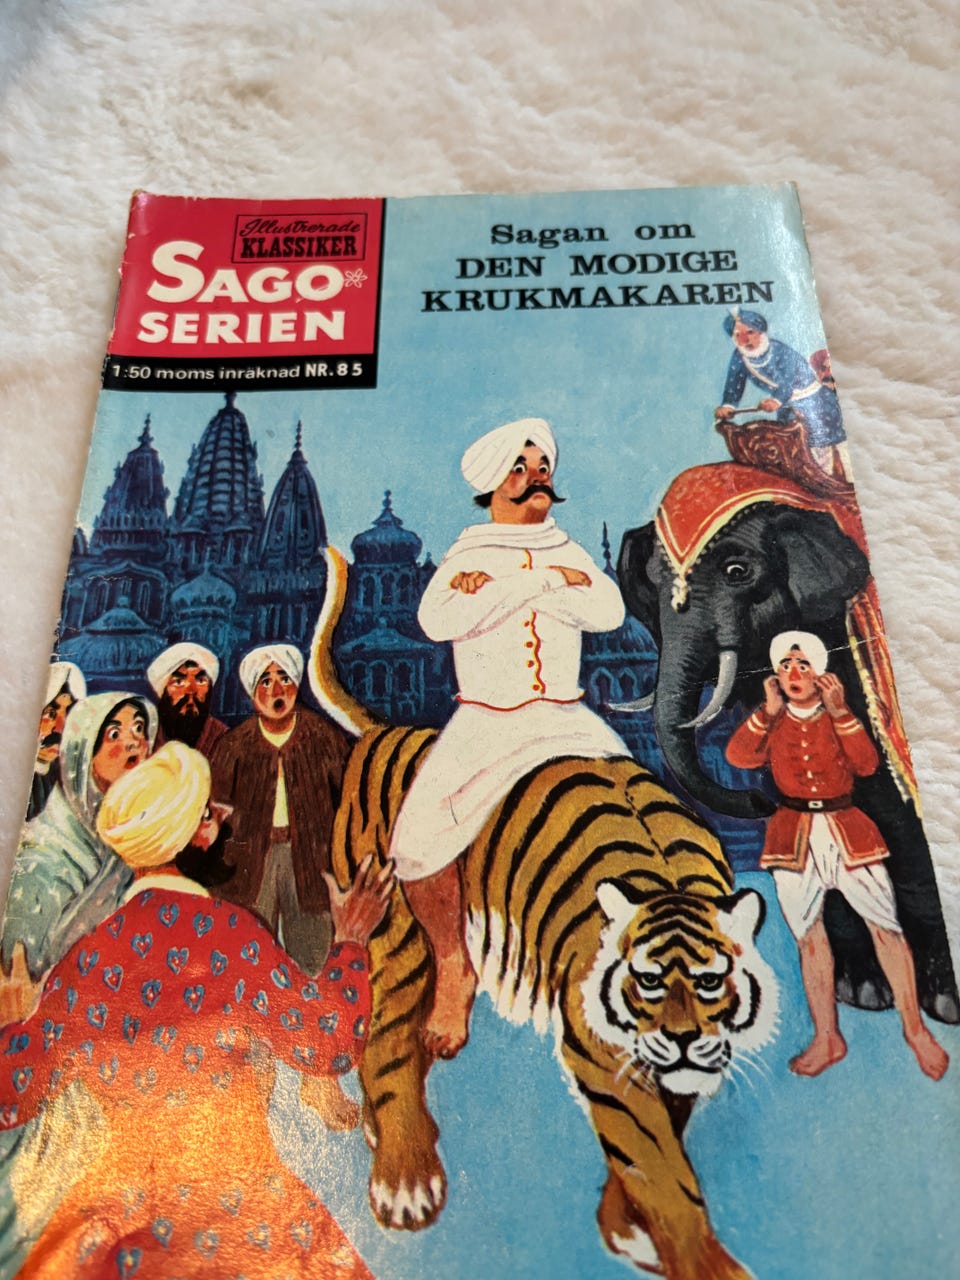 Illustrerade
KLASSIKER
SAGO
SERIEN
1:50 moms inräknad NR. 85
Sagan om
DEN MODIGE
KRUKMAKAREN